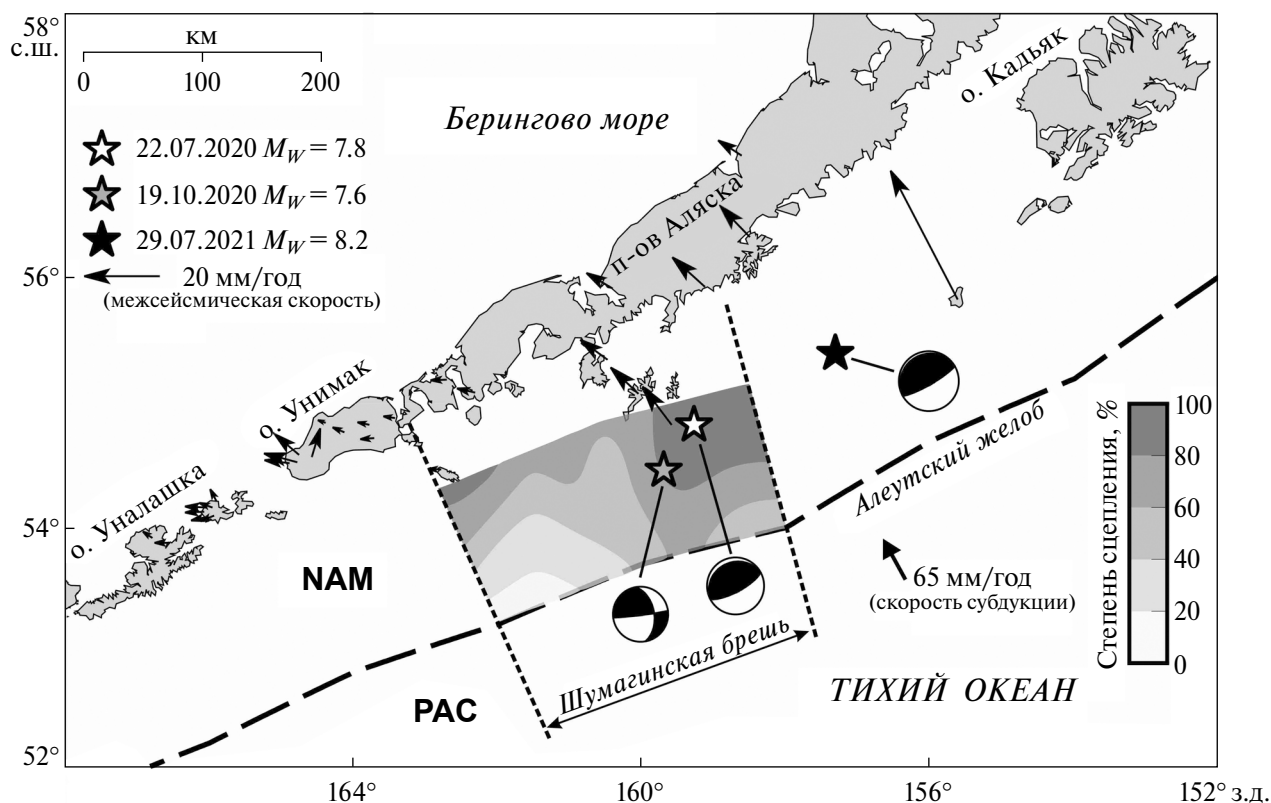 58°
с.ш.
км
0 100 200
о. Кадьяк
Берингово море
22.07.2020 M_W = 7.8
19.10.2020 M_W = 7.6
29.07.2021 M_W = 8.2
20 мм/год
(межсейсмическая скорость)
п-ов Аляска
56°
о. Унимак
о. Уналашка
54°
Алеутский желоб
NAM
65 мм/год
(скорость субдукции)
Степень сцепления, %
100
80
60
40
20
0
Шумагинская брешь
PAC
ТИХИЙ ОКЕАН
52°
164° 160° 156° 152° з.д.